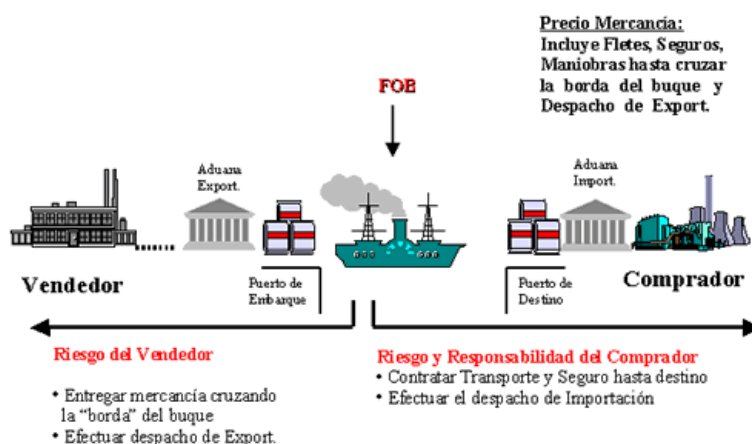 Precio Mercancía:
Incluye Fletes, Seguros,
Maniobras hasta cruzar
la borda del buque y
Despacho de Export.
FOB
Aduana
Export.
Aduana
Import.
Vendedor
Puerto de
Embarque
Puerto de
Destino
Comprador
Riesgo del Vendedor
• Entregar mercancía cruzando
la "borda" del buque
• Efectuar despacho de Export.
Riesgo y Responsabilidad del Comprador
• Contratar Transporte y Seguro hasta destino
• Efectuar el despacho de Importación